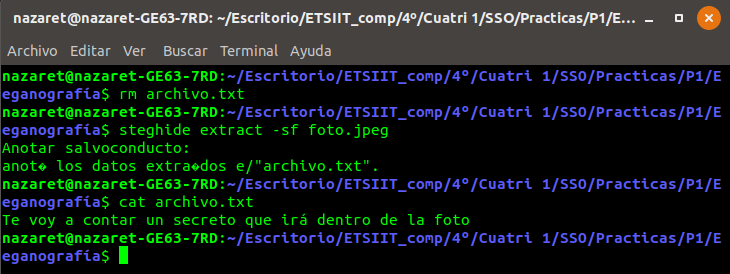 nazaret@nazaret-GE63-7RD: ~/Escritorio/ETSIIT_comp/4º/Cuatri 1/SSO/Practicas/P1/E...
Archivo Editar Ver Buscar Terminal Ayuda
nazaret@nazaret-GE63-7RD:~/Escritorio/ETSIIT_comp/4º/Cuatri 1/SSO/Practicas/P1/E
eganografía$ rm archivo.txt
nazaret@nazaret-GE63-7RD:~/Escritorio/ETSIIT_comp/4º/Cuatri 1/SSO/Practicas/P1/E
eganografía$ steghide extract -sf foto.jpeg
Anotar salvoconducto:
anot� los datos extra�dos e/"archivo.txt".
nazaret@nazaret-GE63-7RD:~/Escritorio/ETSIIT_comp/4º/Cuatri 1/SSO/Practicas/P1/E
eganografía$ cat archivo.txt
Te voy a contar un secreto que irá dentro de la foto
nazaret@nazaret-GE63-7RD:~/Escritorio/ETSIIT_comp/4º/Cuatri 1/SSO/Practicas/P1/E
eganografía$